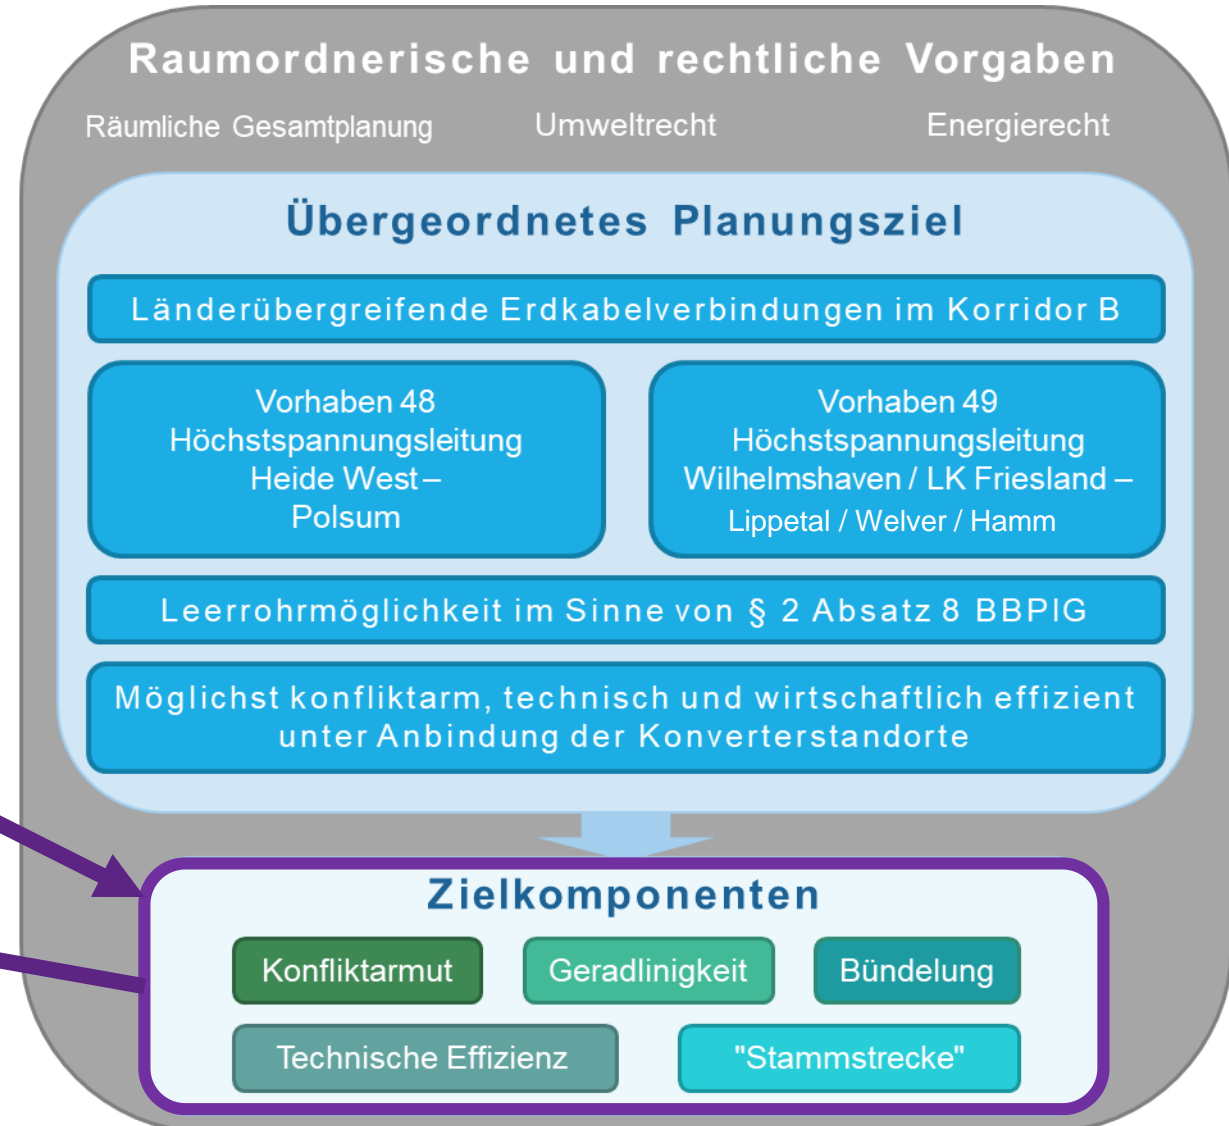 Raumordnerische und rechtliche Vorgaben
Räumliche Gesamtplanung
Umweltrecht
Energierecht
Übergeordnetes Planungsziel
Länderübergreifende Erdkabelverbindungen im Korridor B
Vorhaben 48
Höchstspannungsleitung
Heide West –
Polsum
Vorhaben 49
Höchstspannungsleitung
Wilhelmshaven / LK Friesland –
Lippetal / Welver / Hamm
Leerrohrmöglichkeit im Sinne von § 2 Absatz 8 BBPlG
Möglichst konfliktarm, technisch und wirtschaftlich effizient
unter Anbindung der Konverterstandorte
Zielkomponenten
Konfliktarmut
Geradlinigkeit
Bündelung
Technische Effizienz
"Stammstrecke"